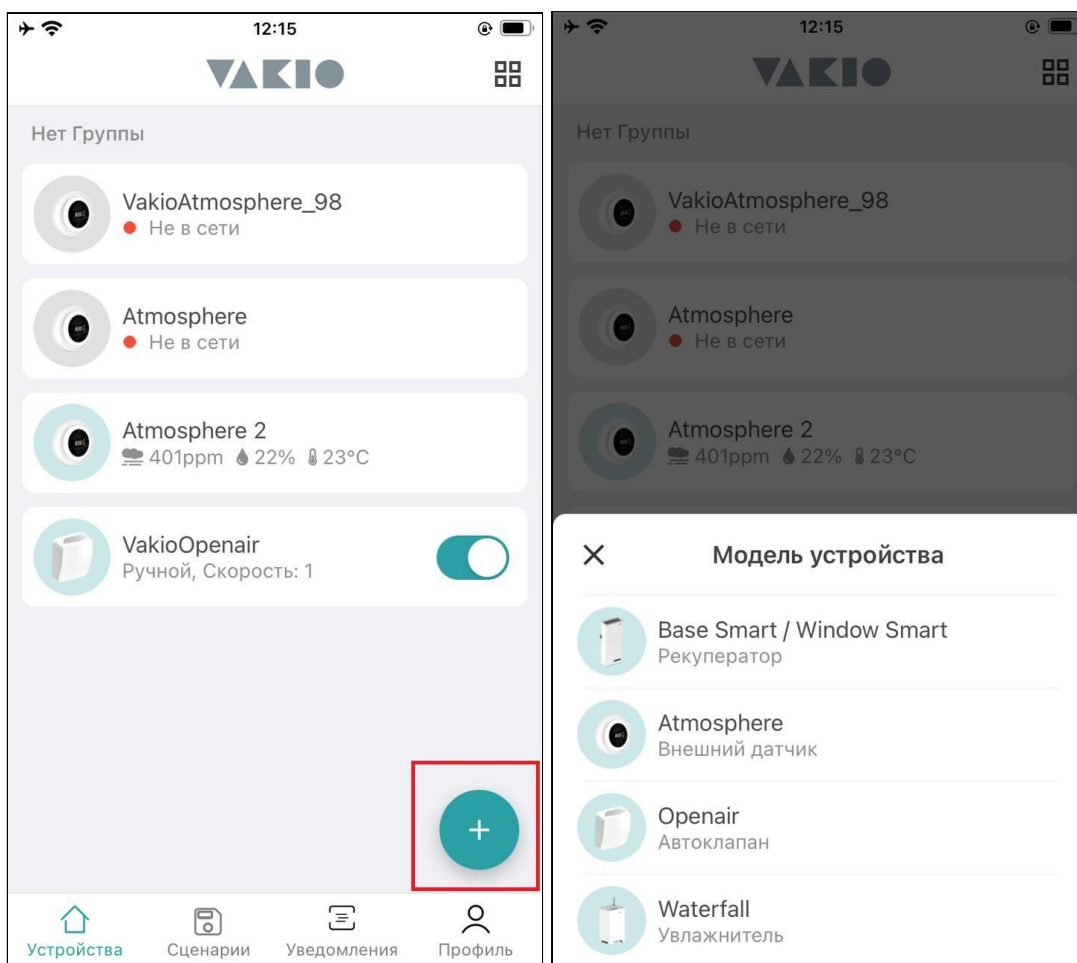 12:15
VAKIO
Нет Группы
VakioAtmosphere_98
Не в сети
Atmosphere
Не в сети
Atmosphere 2
401ppm 22% 23°C
VakioOpenair
Ручной, Скорость: 1
+
Устройства Сценарии Уведомления Профиль
12:15
VAKIO
Нет Группы
VakioAtmosphere_98
Не в сети
Atmosphere
Не в сети
Atmosphere 2
401ppm 22% 23°C
Модель устройства
Base Smart / Window Smart
Рекуператор
Atmosphere
Внешний датчик
Openair
Автоклапан
Waterfall
Увлажнитель